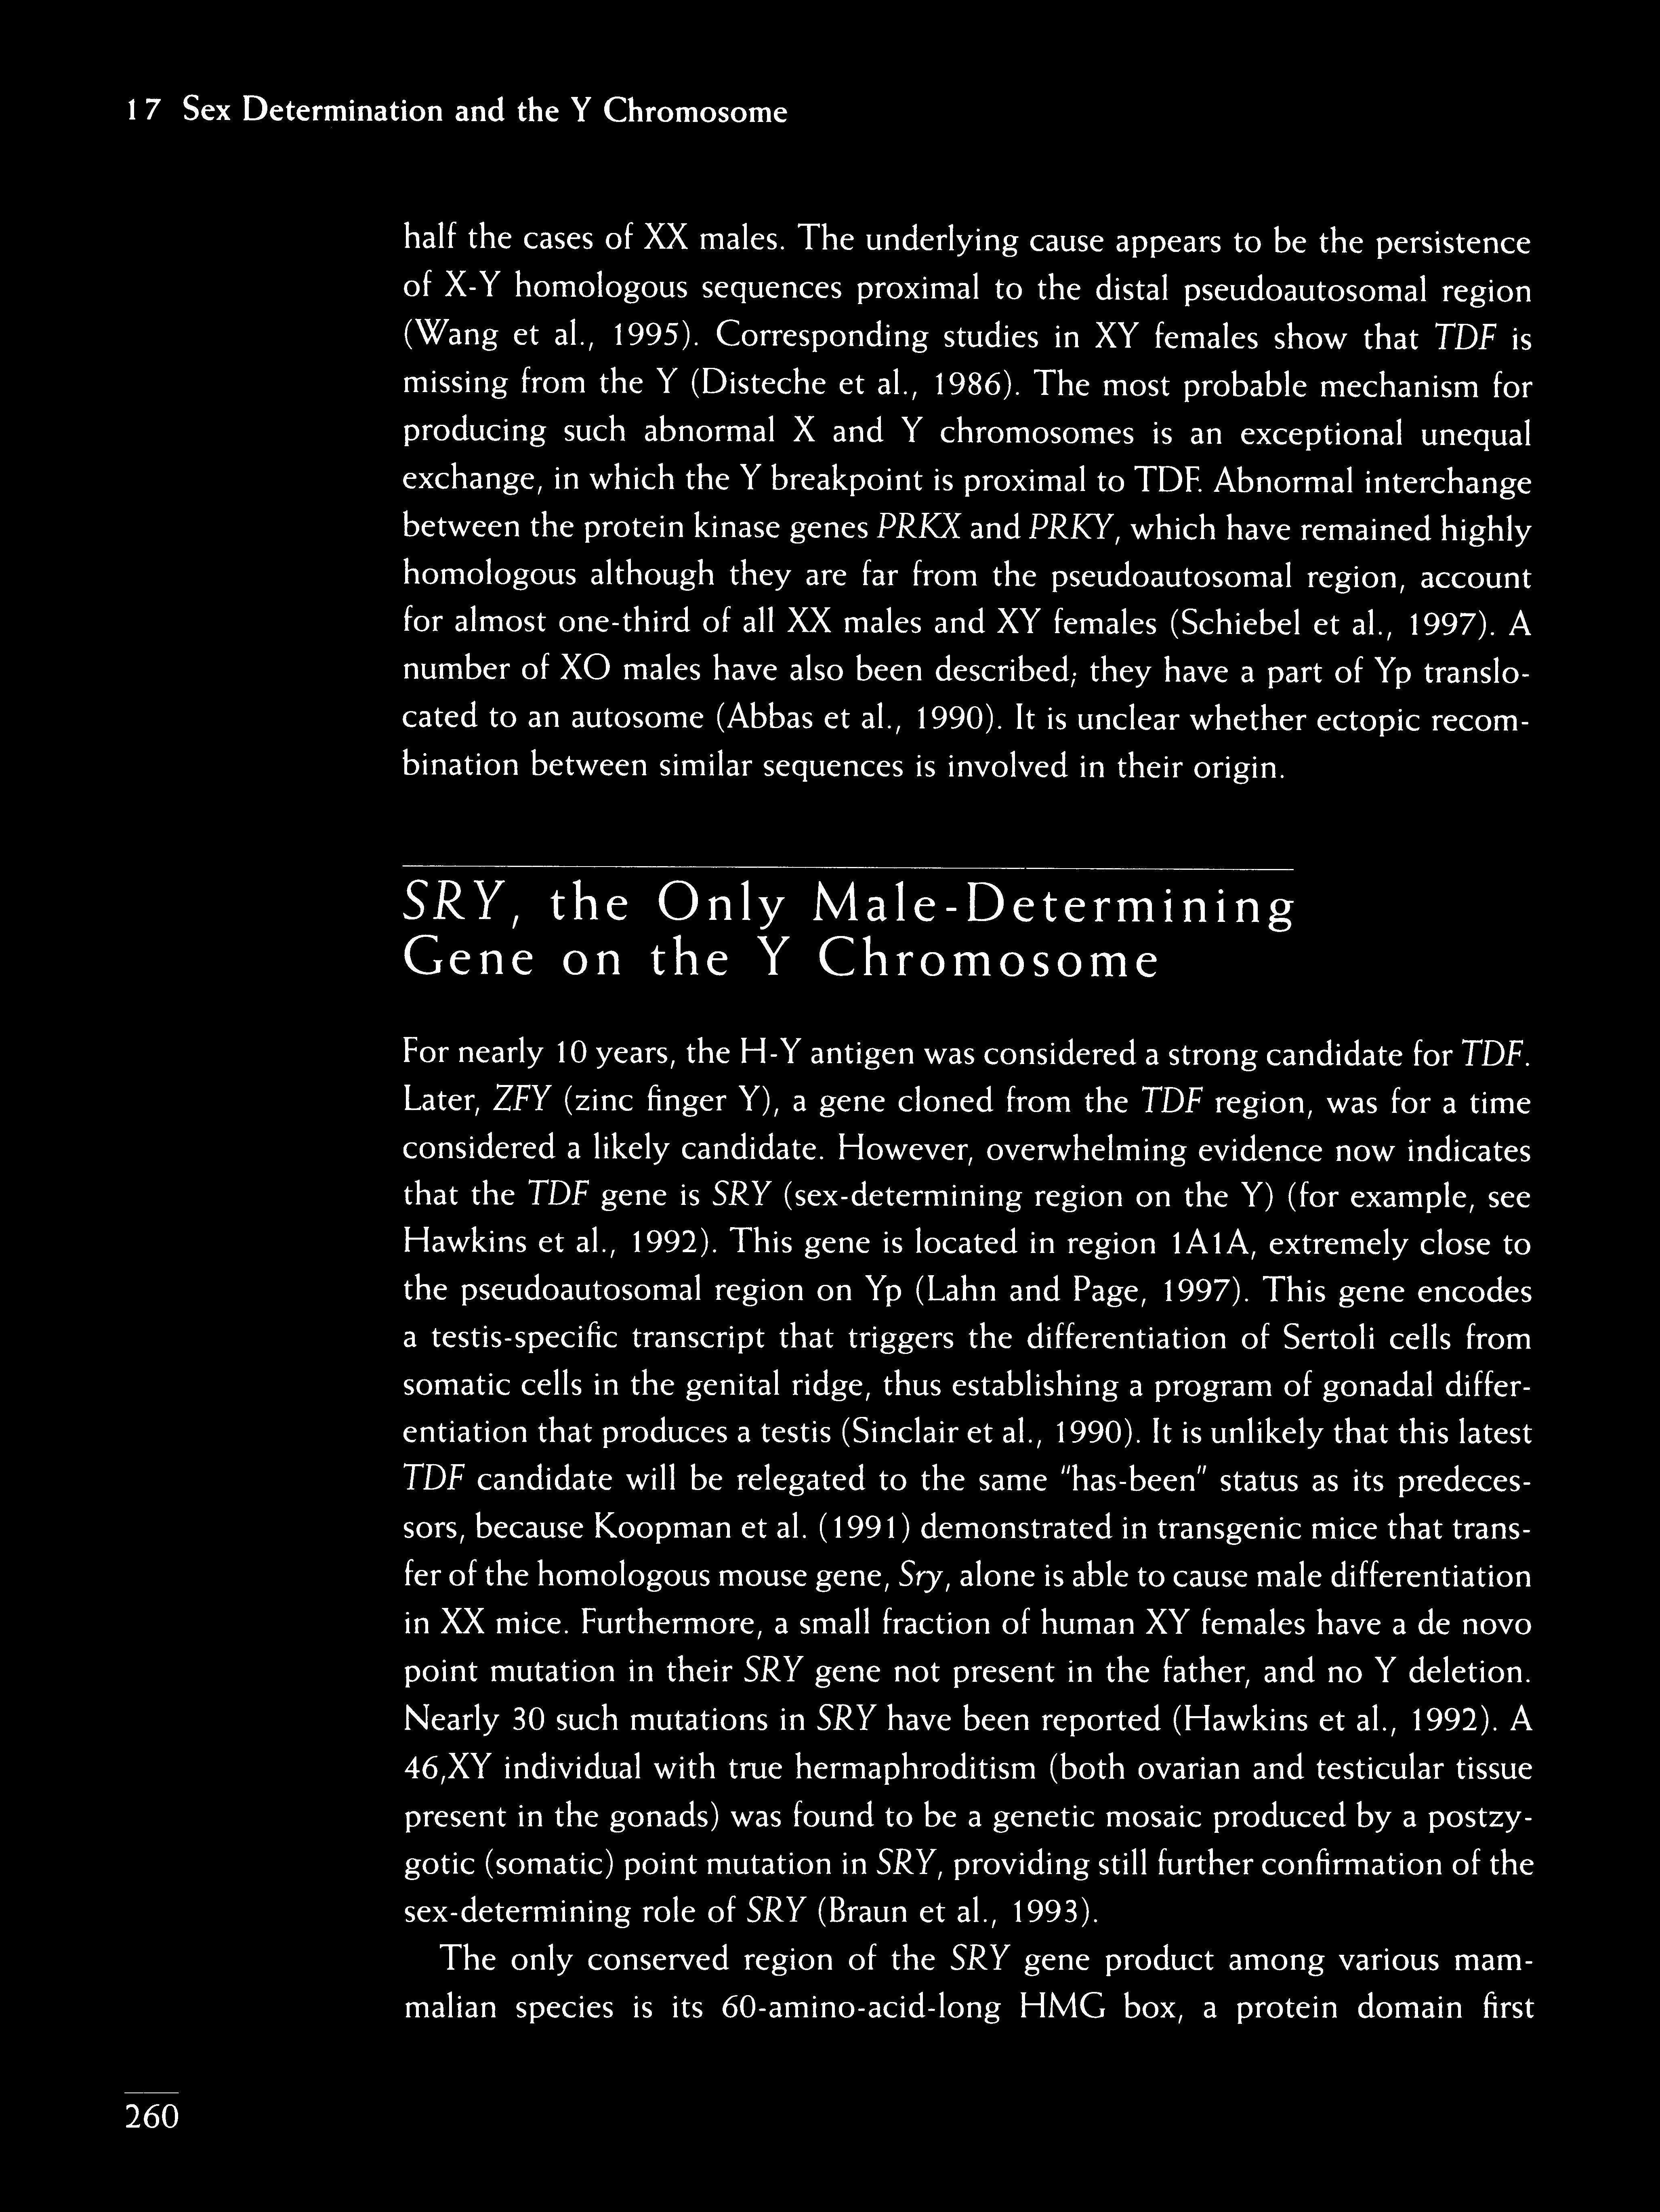 17 Sex Determination and the Y Chromosome
half the cases of XX males. The underlying cause appears to be the persistence
of X-Y homologous sequences proximal to the distal pseudoautosomal region
(Wang et al., 1995). Corresponding studies in XY females show that TDF is
missing from the Y (Disteche et al., 1986). The most probable mechanism for
producing such abnormal X and Y chromosomes is an exceptional unequal
exchange, in which the Y breakpoint is proximal to TDF. Abnormal interchange
between the protein kinase genes PRKX and PRKY, which have remained highly
homologous although they are far from the pseudoautosomal region, account
for almost one-third of all XX males and XY females (Schiebel et al., 1997). A
number of XO males have also been described; they have a part of Yp translo-
cated to an autosome (Abbas et al., 1990). It is unclear whether ectopic recom-
bination between similar sequences is involved in their origin.
SRY, the Only Male-Determining
Gene on the Y Chromosome
For nearly 10 years, the H-Y antigen was considered a strong candidate for TDF.
Later, ZFY (zinc finger Y), a gene cloned from the TDF region, was for a time
considered a likely candidate. However, overwhelming evidence now indicates
that the TDF gene is SRY (sex-determining region on the Y) (for example, see
Hawkins et al., 1992). This gene is located in region 1A1A, extremely close to
the pseudoautosomal region on Yp (Lahn and Page, 1997). This gene encodes
a testis-specific transcript that triggers the differentiation of Sertoli cells from
somatic cells in the genital ridge, thus establishing a program of gonadal differ-
entiation that produces a testis (Sinclair et al., 1990). It is unlikely that this latest
TDF candidate will be relegated to the same "has-been" status as its predeces-
sors, because Koopman et al. (1991) demonstrated in transgenic mice that trans-
fer of the homologous mouse gene, Sry, alone is able to cause male differentiation
in XX mice. Furthermore, a small fraction of human XY females have a de novo
point mutation in their SRY gene not present in the father, and no Y deletion.
Nearly 30 such mutations in SRY have been reported (Hawkins et al., 1992). A
46,XY individual with true hermaphroditism (both ovarian and testicular tissue
present in the gonads) was found to be a genetic mosaic produced by a postzy-
gotic (somatic) point mutation in SRY, providing still further confirmation of the
sex-determining role of SRY (Braun et al., 1993).
The only conserved region of the SRY gene product among various mam-
malian species is its 60-amino-acid-long HMG box, a protein domain first
260